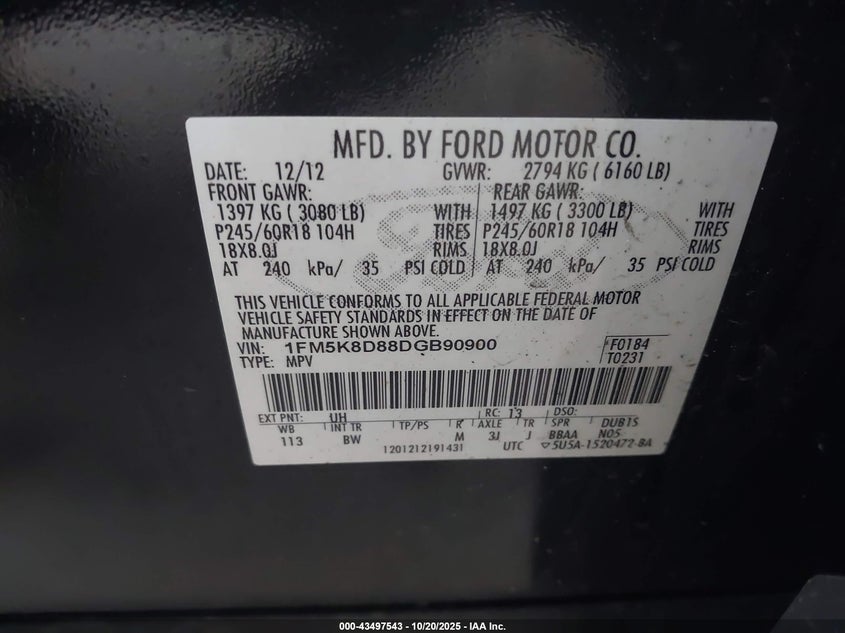 MFD. BY FORD MOTOR CO.
DATE: 12/12 GVWR: 2794 KG ( 6160 LB)
FRONT GAWR: REAR GAWR:
1397 KG ( 3080 LB) WITH 1497 KG ( 3300 LB) WITH
P245/60R18 104H TIRES P245/60R18 104H TIRES
18X8.0J RIMS 18X8.0J RIMS
AT 240 kPa/ 35 PSI COLD AT 240 kPa/ 35 PSI COLD
THIS VEHICLE CONFORMS TO ALL APPLICABLE FEDERAL MOTOR
VEHICLE SAFETY STANDARDS IN EFFECT ON THE DATE OF
MANUFACTURE SHOWN ABOVE.
VIN: 1FM5K8D88DGB90900 F0184
TYPE: MPV T0231
EXT PNT: UH RC: 13 DSO:
WB INT TR TP/PS R AXLE TR SPR DUB1S
113 BW M 3J J BBAA N05
1201212191431 UTC ▽5U5A-1520472-BA
000-43497543 / 10/20/2025 - IAA Inc.